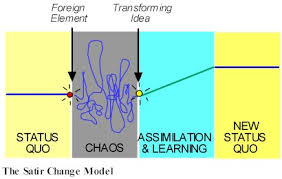 Foreign
Element
Transforming
Idea
STATUS
QUO
CHAOS
ASSIMILATION
& LEARNING
NEW
STATUS
QUO
The Satir Change Model